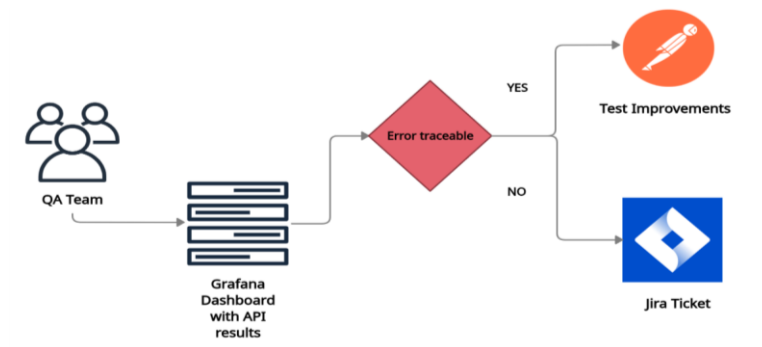 QA Team
Grafana
Dashboard
with API
results
Error traceable
YES
NO
Test Improvements
Jira Ticket